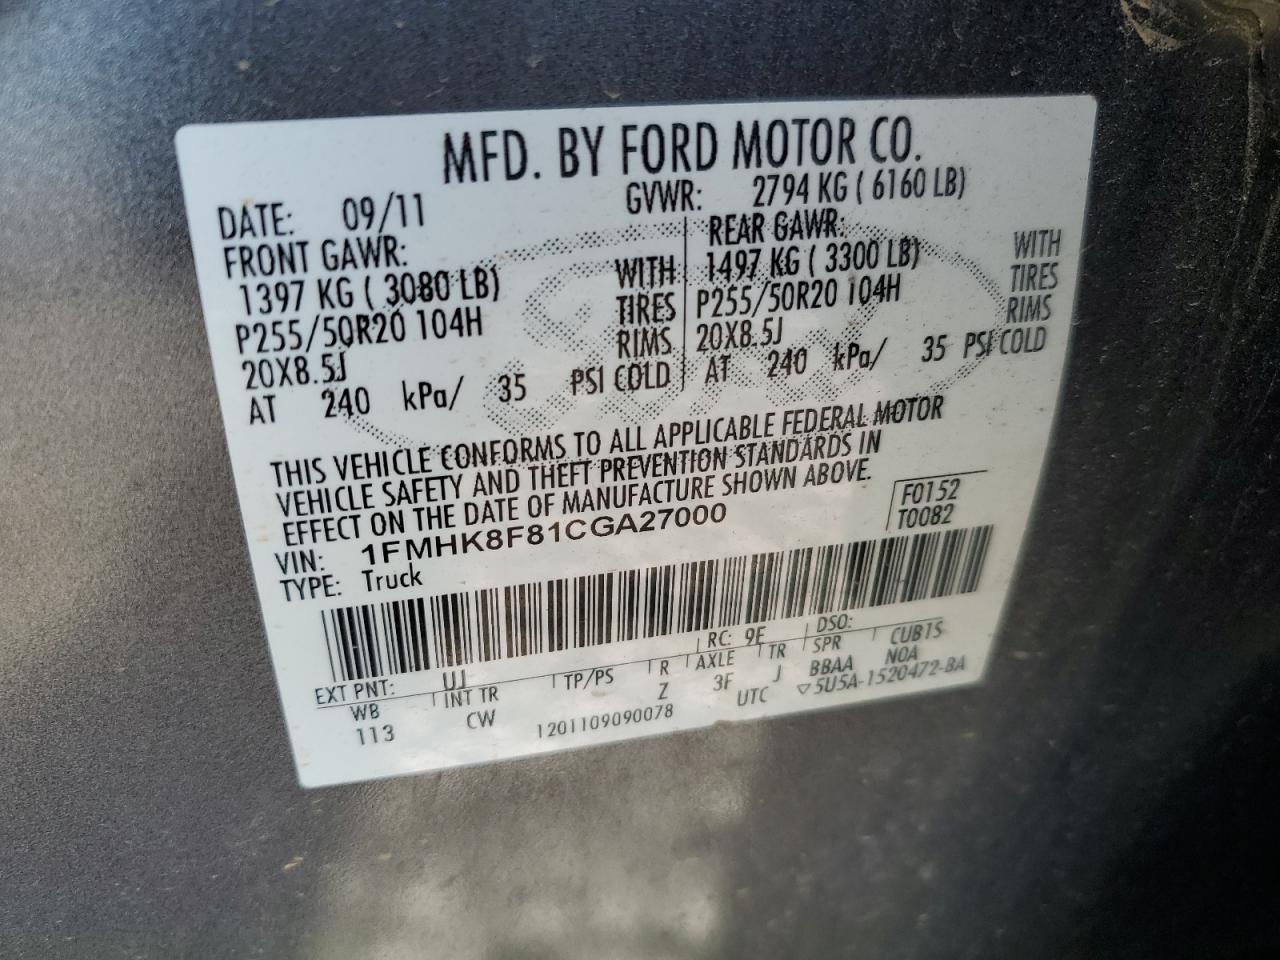 MFD. BY FORD MOTOR CO.
DATE: 09/11 GVWR: 2794 KG ( 6160 LB)
FRONT GAWR: REAR GAWR:
1397 KG ( 3080 LB) WITH 1497 KG ( 3300 LB) WITH
P255/50R20 104H TIRES P255/50R20 104H TIRES
20X8.5J RIMS 20X8.5J RIMS
AT 240 kPa/ 35 PSI COLD AT 240 kPa/ 35 PSI COLD
THIS VEHICLE CONFORMS TO ALL APPLICABLE FEDERAL MOTOR
VEHICLE SAFETY AND THEFT PREVENTION STANDARDS IN
EFFECT ON THE DATE OF MANUFACTURE SHOWN ABOVE.
F0152
T0082
VIN: 1FMHK8F81CGA27000
TYPE: Truck
EXT PNT: UJ RC: 9E DSO:
WB INT TR TP/PS R AXLE TR SPR CUB1S
113 CW Z 3F J BBAA NOA
1201109090078 UTC ▽5U5A-1520472-BA